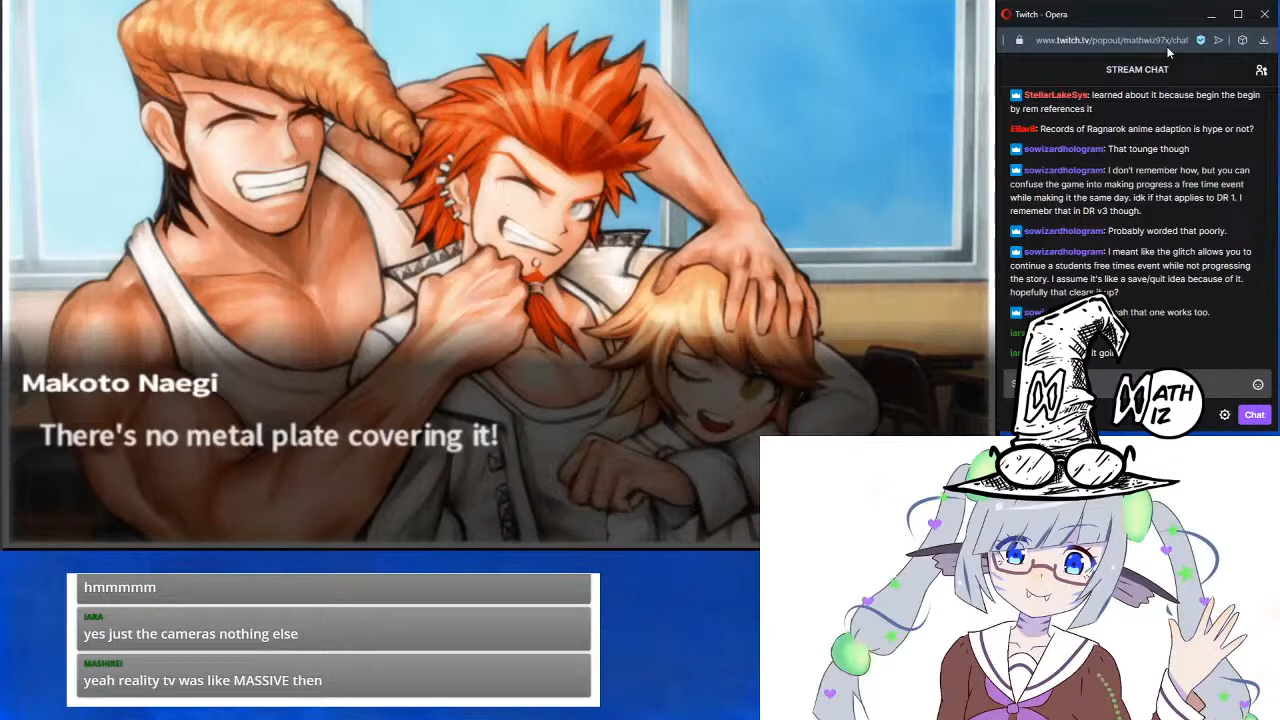 Twitch - Opera
www.twitch.tv/popout/mathwiz97x/chat
STREAM CHAT
StellarLakeSys: learned about it because begin the begin
by rem references it
EBar8: Records of Ragnarok anime adaption is hype or not?
sowizardhologram: That tounge though
sowizardhologram: I don't remember how, but you can
confuse the game into making progress a free time event
while making it the same day. idk if that applies to DR 1. I
rememebr that in DR v3 though.
sowizardhologram: Probably worded that poorly.
sowizardhologram: I meant like the glitch allows you to
continue a students free times event while not progressing
the story. I assume it's like a save/quit idea because of it.
hopefully that clears it up?
that one works too.
Chat
MATH
WIZ
Makoto Naegi
There's no metal plate covering it!
hmmmmm
IARA
yes just the cameras nothing else
MASHIREI
yeah reality tv was like MASSIVE then